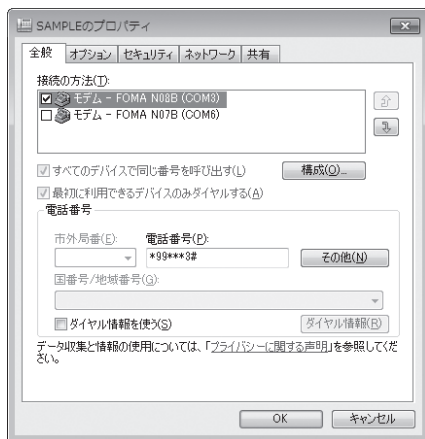 SAMPLEのプロパティ
全般 オプション セキュリティ ネットワーク 共有
接続の方法(T):
モデム - FOMA N08B (COM3)
モデム - FOMA N07B (COM6)
すべてのデバイスで同じ番号を呼び出す(L) 構成(O)...
最初に利用できるデバイスのみダイヤルする(A)
電話番号
市外局番(E): 電話番号(P):
*99***3# その他(N)
国番号/地域番号(G):
ダイヤル情報を使う(S) ダイヤル情報(R)
データ収集と情報の使用については、「プライバシーに関する声明」を参照してくだ
さい。
OK キャンセル